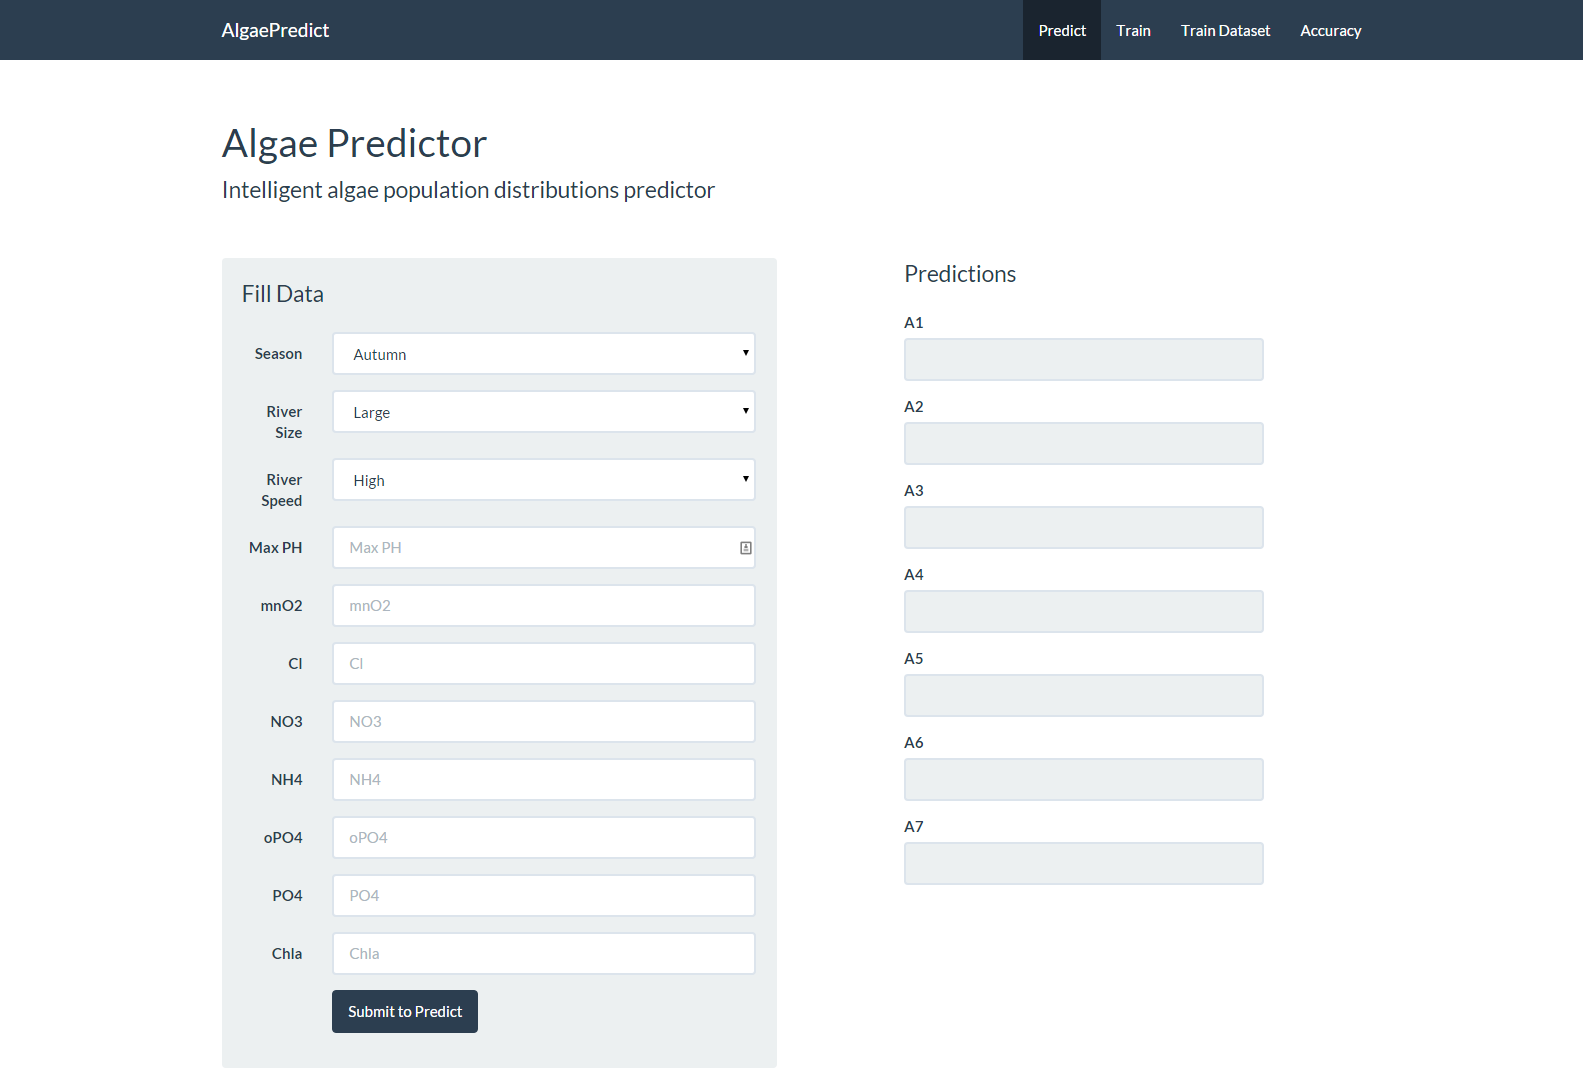 AlgaePredict
Predict
Train
Train Dataset
Accuracy
Algae Predictor
Intelligent algae population distributions predictor
Fill Data
Season
Autumn
River
Size
Large
River
Speed
High
Max PH
Max PH
mnO2
mnO2
Cl
Cl
NO3
NO3
NH4
NH4
oPO4
oPO4
PO4
PO4
Chla
Chla
Submit to Predict
Predictions
A1
A2
A3
A4
A5
A6
A7